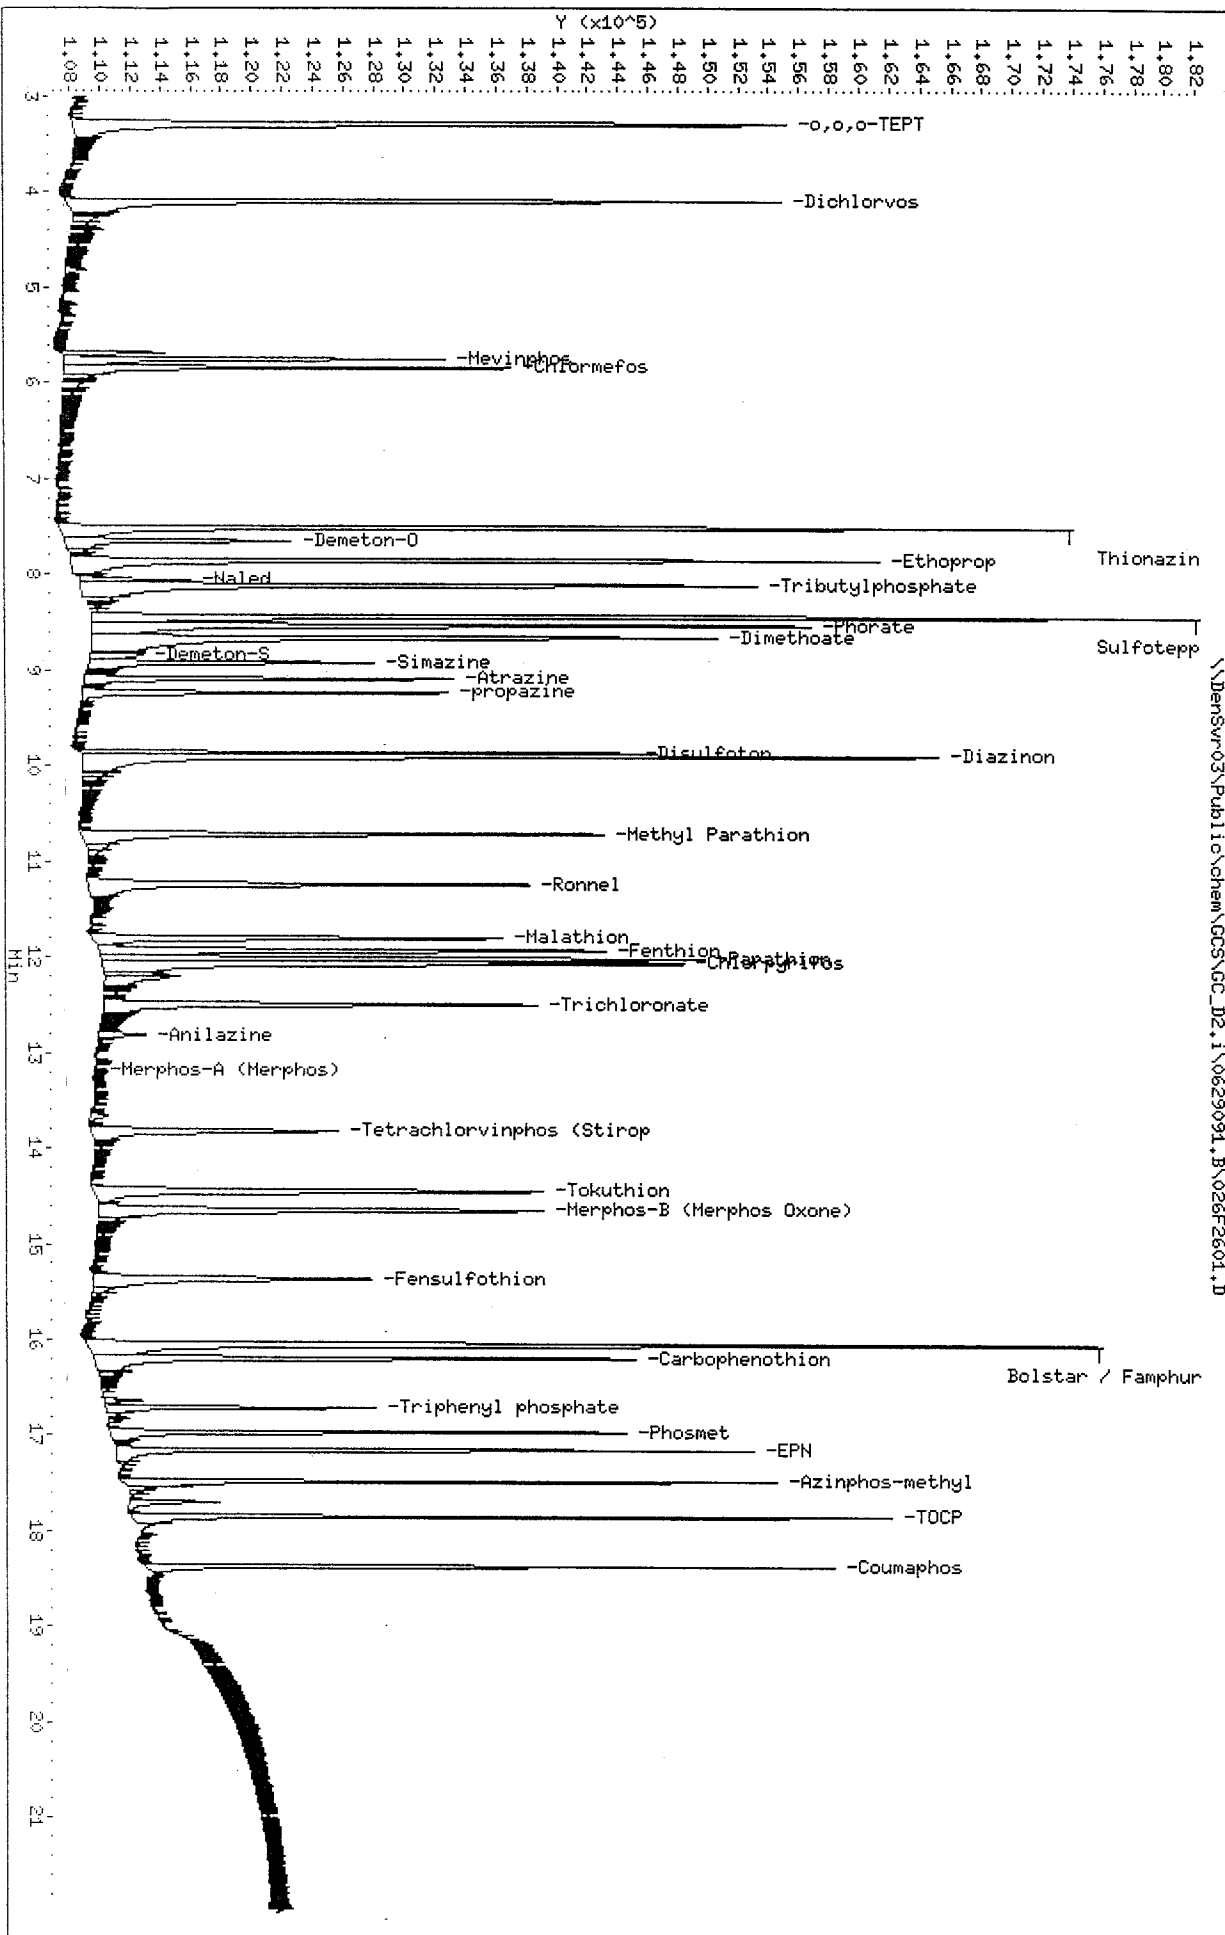 Y (x10^5)
1.08
1.10
1.12
1.14
1.16
1.18
1.20
1.22
1.24
1.26
1.28
1.30
1.32
1.34
1.36
1.38
1.40
1.42
1.44
1.46
1.48
1.50
1.52
1.54
1.56
1.58
1.60
1.62
1.64
1.66
1.68
1.70
1.72
1.74
1.76
1.78
1.80
1.82
3
4
5
6
7
8
9
10
11
12
13
14
15
16
17
18
19
20
21
Min
-o,o,o-TEPT
-Dichlorvos
-Mevinphos
-Chlormefos
Thionazin
-Demeton-O
-Ethoprop
-Naled
-Tributylphosphate
Sulfotepp
-Phorate
-Dimethoate
-Demeton-S
-Simazine
-Atrazine
-propazine
-Disulfoton
-Diazinon
-Methyl Parathion
-Ronnel
-Malathion
-Fenthion
-Parathion
-Chlorpyrifos
-Trichloronate
-Anilazine
-Merphos-A (Merphos)
-Tetrachlorvinphos (Stirop
-Tokuthion
-Merphos-B (Merphos Oxone)
-Fensulfothion
Bolstar / Famphur
-Carbophenothion
-Triphenyl phosphate
-Phosmet
-EPN
-Azinphos-methyl
-TOCP
-Coumaphos
\\DenSvr03\Public\chem\GCS\GC_D2.i\0629091.B\026F2601.D